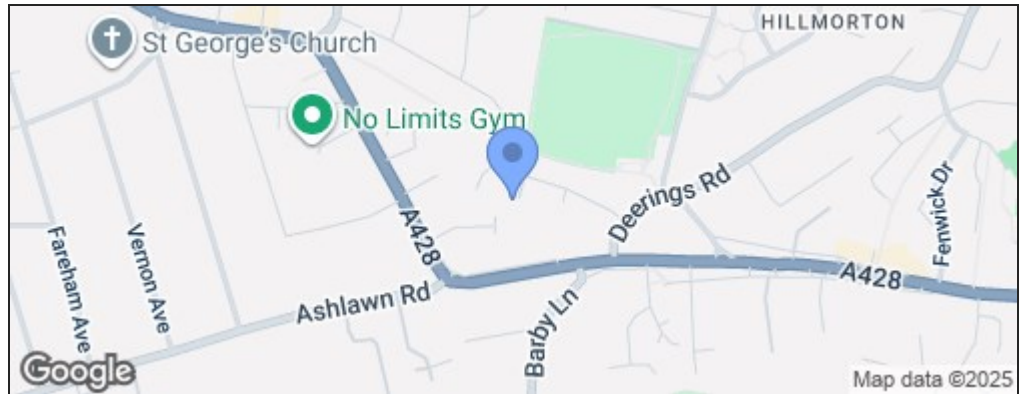 HILLMORTON
St George's Church
No Limits Gym
Deerings Rd
Fenwick Dr
A428
A428
Vernon Ave
Fareham Ave
Ashlawn Rd
Barby Ln
Google
Map data ©2025